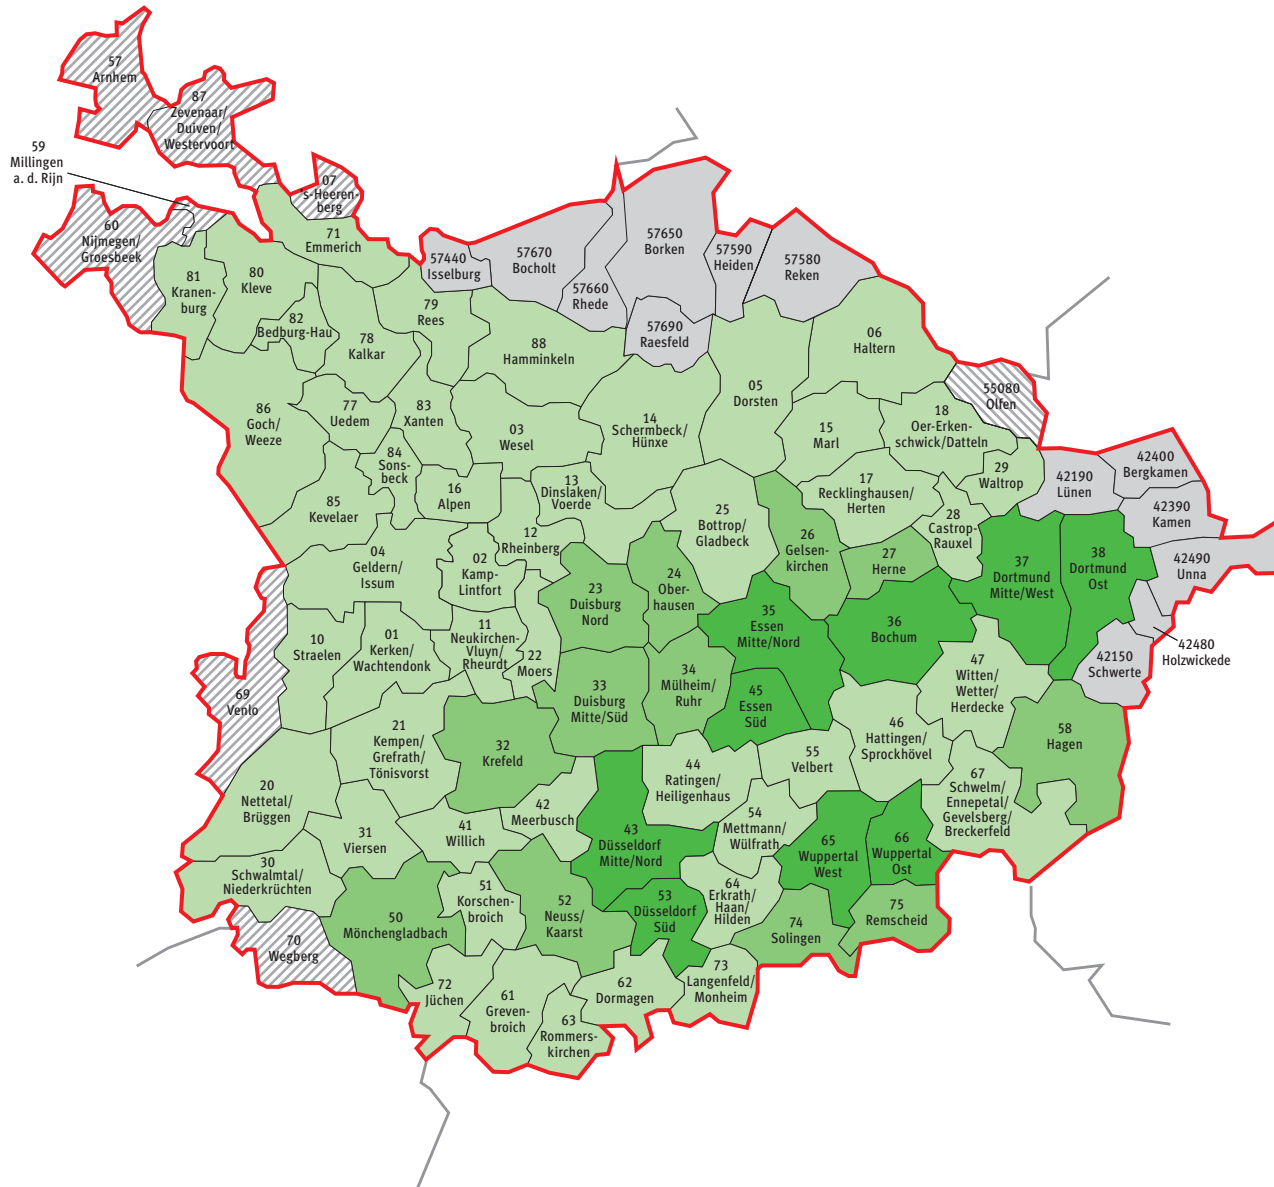 57
Arnhem
87
Zevenaar/
Duiven/
Westervoort
59
Millingen
a. d. Rijn
07
's-Heeren-
berg
60
Nijmegen/
Groesbeek
71
Emmerich
81
Kranen-
burg
80
Kleve
82
Bedburg-Hau
78
Kalkar
79
Rees
57440
Isselburg
57670
Bocholt
57660
Rhede
57650
Borken
57590
Heiden
57580
Reken
57690
Raesfeld
88
Hamminkeln
06
Haltern
55080
Olfen
86
Goch/
Weeze
77
Uedem
83
Xanten
03
Wesel
14
Schermbeck/
Hünxe
05
Dorsten
15
Marl
18
Oer-Erken-
schwick/Datteln
29
Waltrop
42190
Lünen
42400
Bergkamen
42390
Kamen
42490
Unna
42480
Holzwickede
42150
Schwerte
84
Sons-
beck
85
Kevelaer
16
Alpen
13
Dinslaken/
Voerde
17
Recklinghausen/
Herten
28
Castrop-
Rauxel
25
Bottrop/
Gladbeck
26
Gelsen-
kirchen
27
Herne
37
Dortmund
Mitte/West
38
Dortmund
Ost
04
Geldern/
Issum
02
Kamp-
Lintfort
12
Rheinberg
23
Duisburg
Nord
24
Ober-
hausen
35
Essen
Mitte/Nord
36
Bochum
10
Straelen
01
Kerken/
Wachtendonk
11
Neukirchen-
Vluyn/
Rheurdt
22
Moers
33
Duisburg
Mitte/Süd
34
Mülheim/
Ruhr
45
Essen
Süd
47
Witten/
Wetter/
Herdecke
69
Venlo
21
Kempen/
Grefrath/
Tönisvorst
32
Krefeld
44
Ratingen/
Heiligenhaus
55
Velbert
46
Hattingen/
Sprockhövel
58
Hagen
67
Schwelm/
Ennepetal/
Gevelsberg/
Breckerfeld
20
Nettetal/
Brüggen
31
Viersen
41
Willich
42
Meerbusch
43
Düsseldorf
Mitte/Nord
54
Mettmann/
Wülfrath
65
Wuppertal
West
66
Wuppertal
Ost
30
Schwalmtal/
Niederkrüchten
50
Mönchengladbach
51
Korschen-
broich
52
Neuss/
Kaarst
53
Düsseldorf
Süd
64
Erkrath/
Haan/
Hilden
74
Solingen
75
Remscheid
70
Wegberg
72
Jüchen
61
Greven-
broich
63
Rommers-
kirchen
62
Dormagen
73
Langenfeld/
Monheim